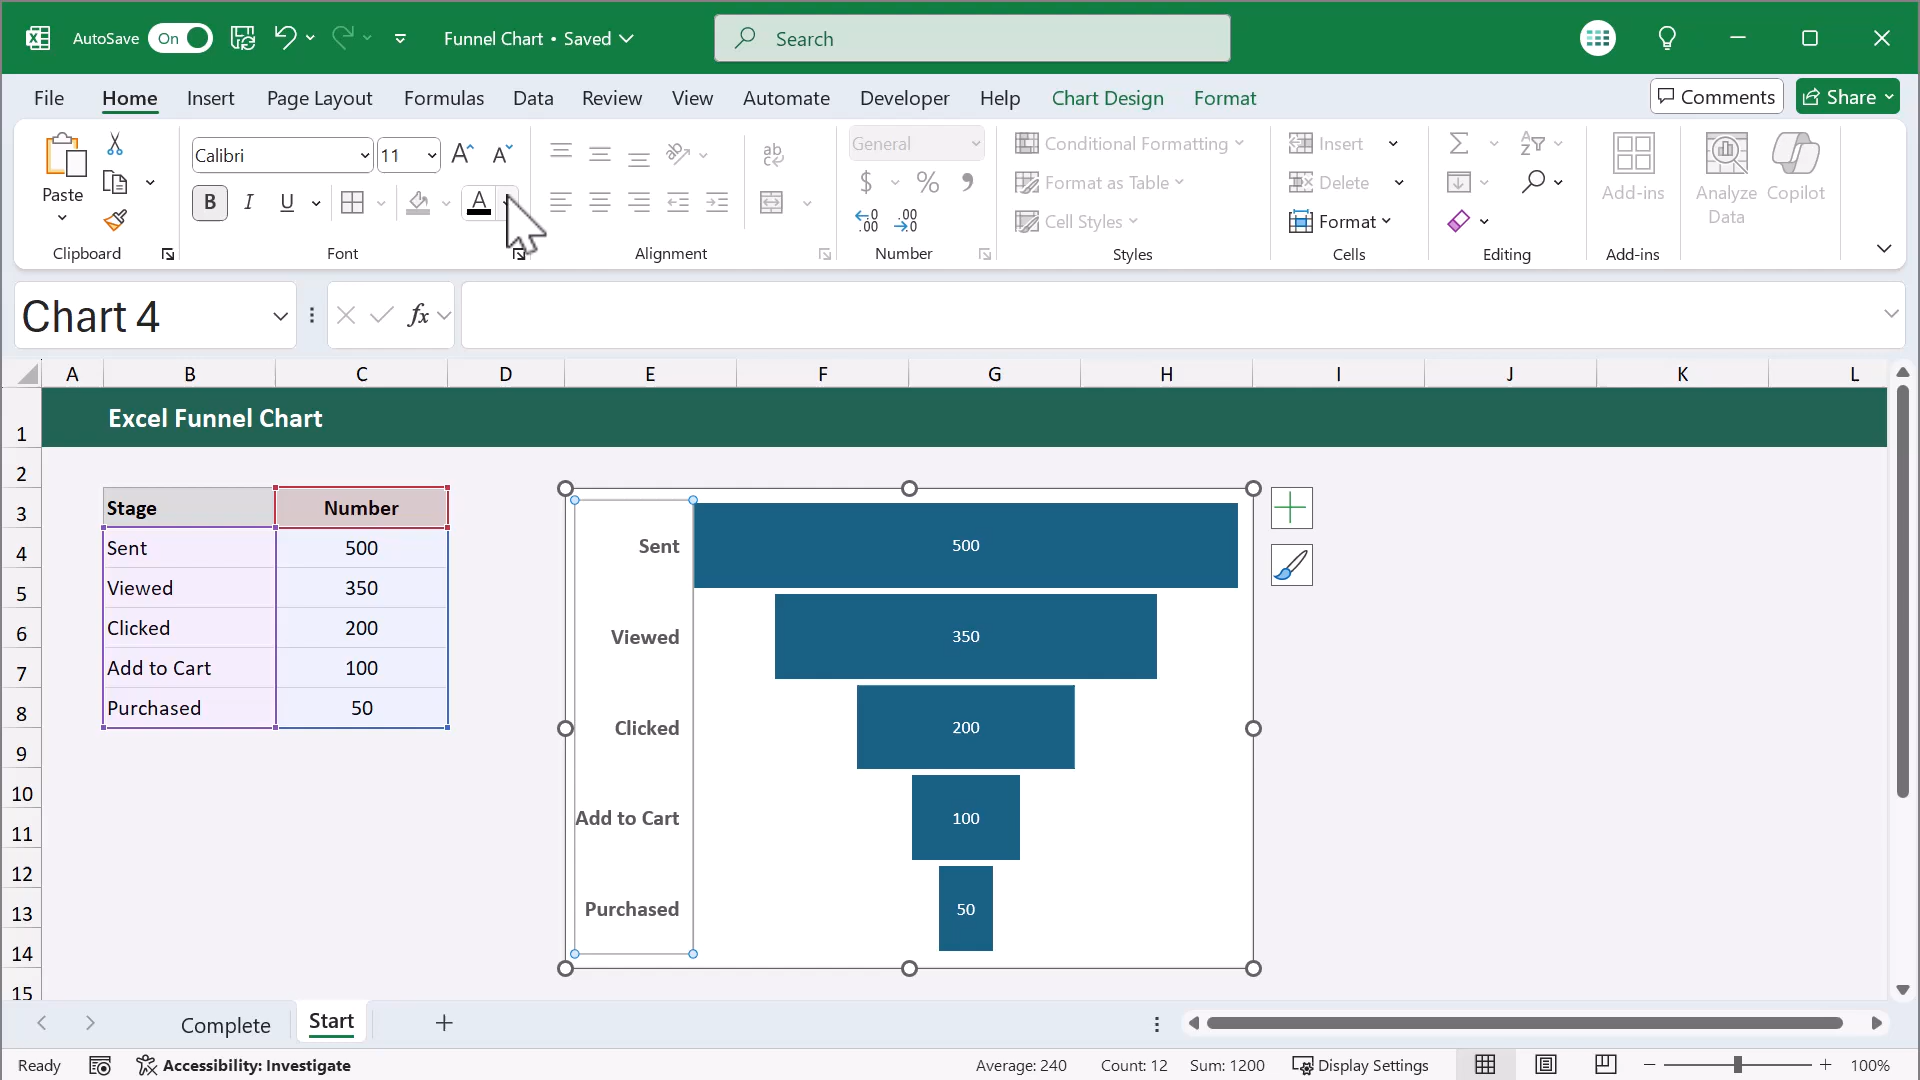 AutoSave On Funnel Chart • Saved Search
File Home Insert Page Layout Formulas Data Review View Automate Developer Help Chart Design Format Comments Share
Calibri 11 General Conditional Formatting Insert
Paste B I U A ab c $ % 9 Format as Table Delete Add-ins Analyze Data Copilot
Cell Styles Format
Clipboard Font Alignment Number Styles Cells Editing Add-ins
Chart 4 fx
A B C D E F G H I J K L
1 Excel Funnel Chart
2
3 Stage Number
4 Sent 500
5 Viewed 350
6 Clicked 200
7 Add to Cart 100
8 Purchased 50
9
10
11
12
13
14
15
Sent 500
Viewed 350
Clicked 200
Add to Cart 100
Purchased 50
Complete Start
Ready Accessibility: Investigate Average: 240 Count: 12 Sum: 1200 Display Settings 100%